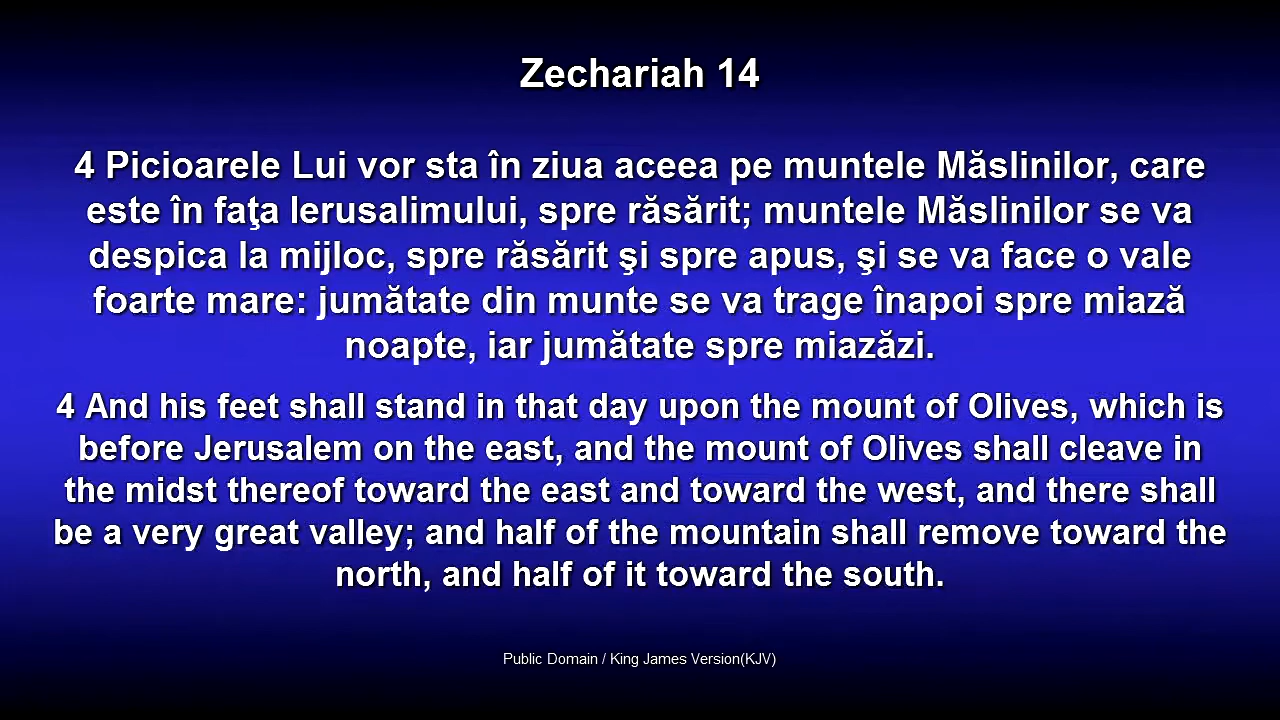 Zechariah 14
4 Picioarele Lui vor sta în ziua aceea pe muntele Măslinilor, care
este în faţa Ierusalimului, spre răsărit; muntele Măslinilor se va
despica la mijloc, spre răsărit şi spre apus, şi se va face o vale
foarte mare: jumătate din munte se va trage înapoi spre miază
noapte, iar jumătate spre miazăzi.
4 And his feet shall stand in that day upon the mount of Olives, which is
before Jerusalem on the east, and the mount of Olives shall cleave in
the midst thereof toward the east and toward the west, and there shall
be a very great valley; and half of the mountain shall remove toward the
north, and half of it toward the south.
Public Domain / King James Version(KJV)